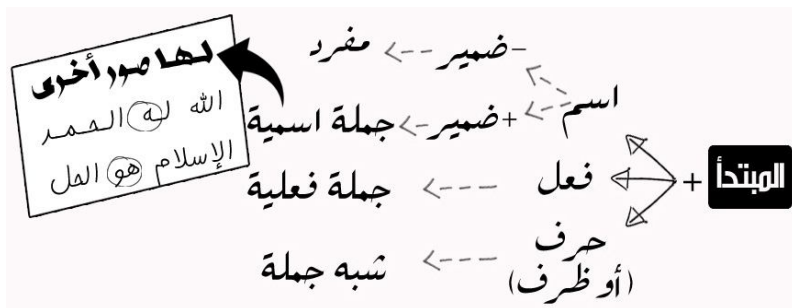 المبتدأ +
اسم
-ضمير <-- مفرد
+ضمير <- جملة اسمية
فعل <--- جملة فعلية
حرف
(أو ظرف) <--- شبه جملة
لها صور أخرى
الله له الحمد
الإسلام هو الحل